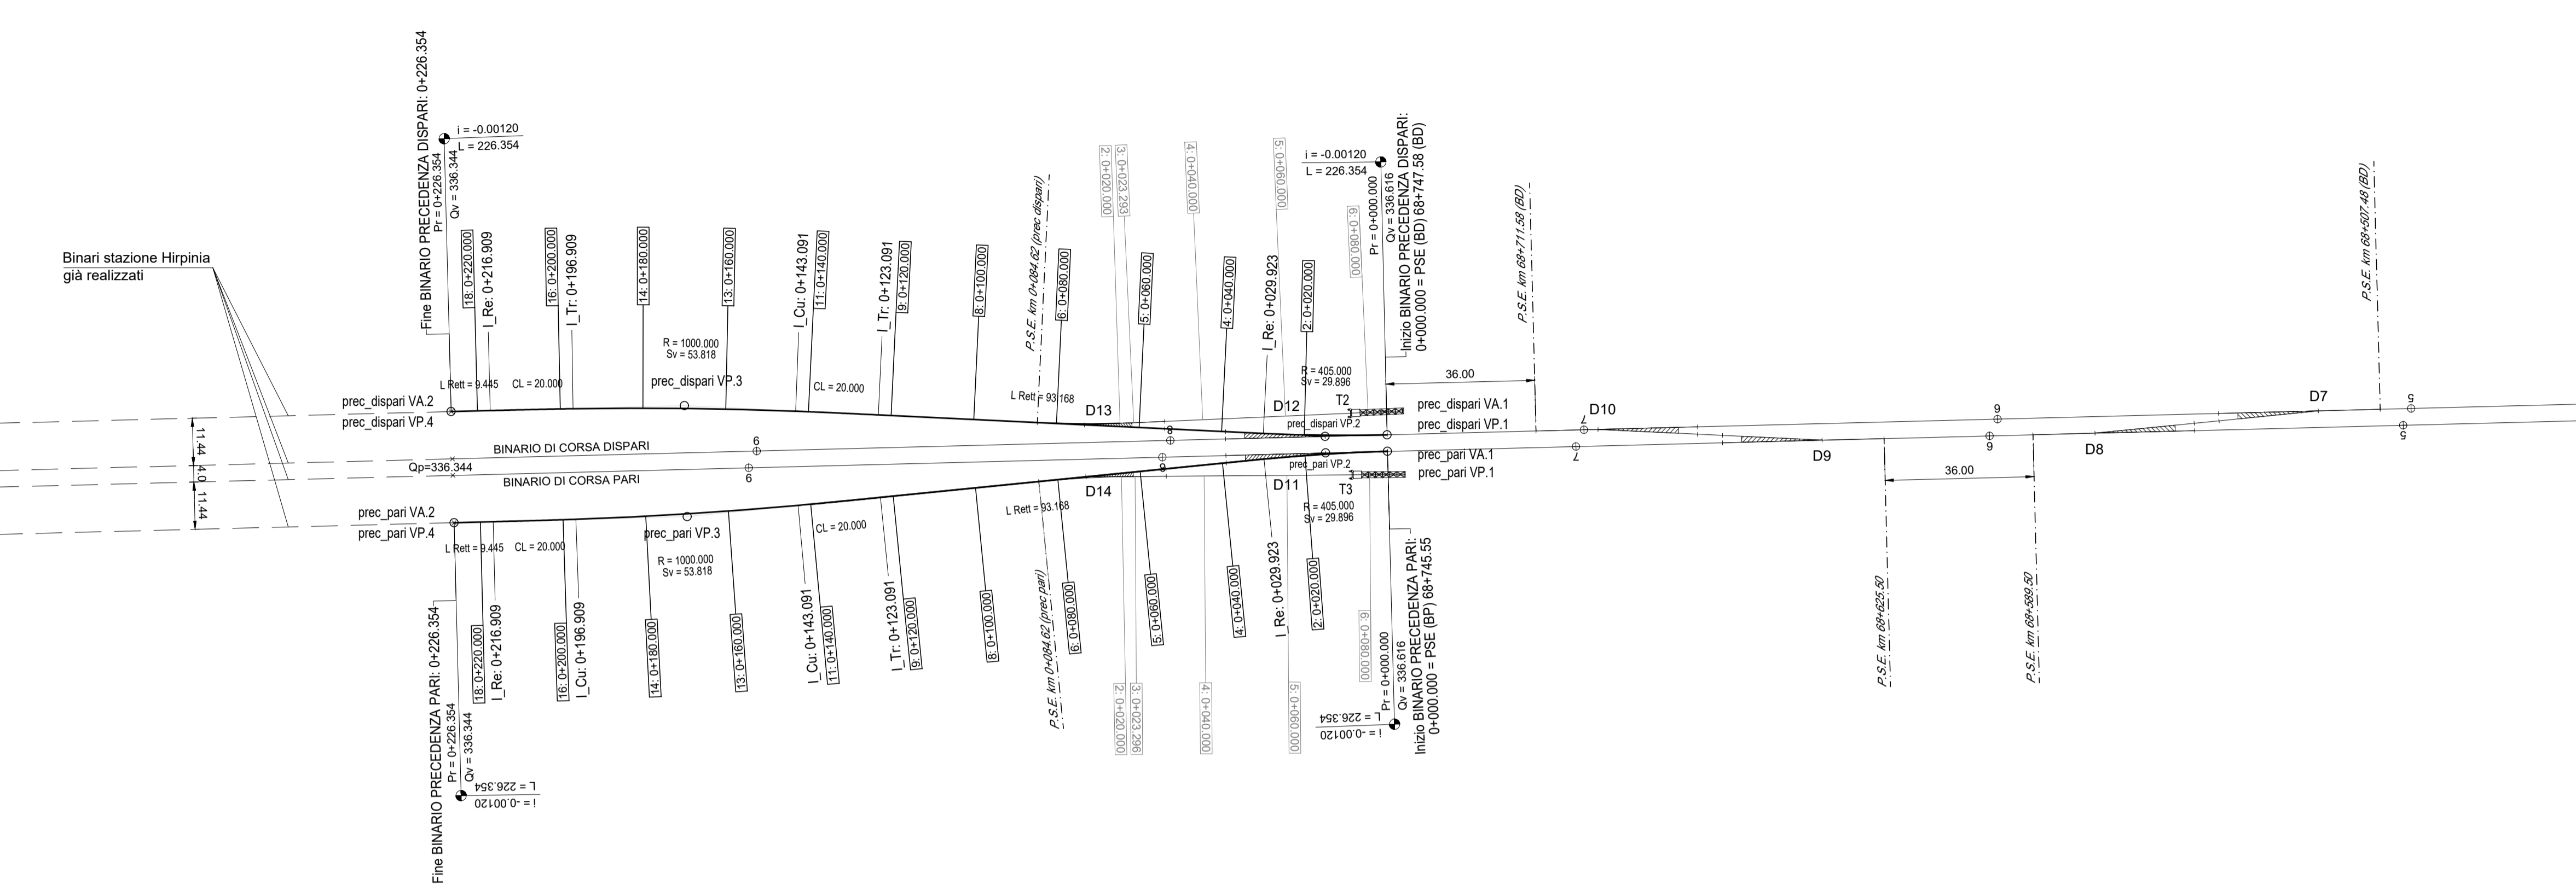 Binari stazione Hirpinia
già realizzati
Fine BINARIO PRECEDENZA DISPARI: 0+226.354
Pr = 0+226.354
Qv = 336.344
i = -0.00120
L = 226.354
18: 0+220.000
I_Re: 0+216.909
16: 0+200.000
I_Tr: 0+196.909
14: 0+180.000
13: 0+160.000
I_Cu: 0+143.091
11: 0+140.000
I_Tr: 0+123.091
9: 0+120.000
8: 0+100.000
P.S.E. km 0+084.62 (prec dispari)
6: 0+080.000
2: 0+020.000
3: 0+023.293
5: 0+060.000
4: 0+040.000
4: 0+040.000
I_Re: 0+029.923
5: 0+060.000
2: 0+020.000
6: 0+080.000
i = -0.00120
L = 226.354
Pr = 0+000.000
Qv = 336.616
Inizio BINARIO PRECEDENZA DISPARI:
0+000.000 = PSE (BD) 68+747.58 (BD)
P.S.E. km 68+711.58 (BD)
P.S.E. km 68+507.48 (BD)
R = 1000.000
Sv = 53.818
R = 405.000
Sv = 29.896
36.00
L Rett = 9.445
CL = 20.000
prec_dispari VP.3
CL = 20.000
L Rett = 93.168
prec_dispari VA.2
prec_dispari VP.4
D13
D12
T2
prec_dispari VP.2
prec_dispari VA.1
prec_dispari VP.1
D10
D7
11.44
4.0
11.44
BINARIO DI CORSA DISPARI
Qp=336.344
BINARIO DI CORSA PARI
9
9
8
8
7
7
6
6
5
5
prec_pari VP.2
prec_pari VA.1
prec_pari VP.1
D9
D8
D14
D11
T3
36.00
prec_pari VA.2
prec_pari VP.4
L Rett = 9.445
CL = 20.000
prec_pari VP.3
R = 1000.000
Sv = 53.818
CL = 20.000
L Rett = 93.168
R = 405.000
Sv = 29.896
Fine BINARIO PRECEDENZA PARI: 0+226.354
Pr = 0+226.354
Qv = 336.344
L = 226.354
i = -0.00120
18: 0+220.000
I_Re: 0+216.909
16: 0+200.000
I_Cu: 0+196.909
14: 0+180.000
13: 0+160.000
I_Cu: 0+143.091
11: 0+140.000
I_Tr: 0+123.091
9: 0+120.000
8: 0+100.000
P.S.E. km 0+084.62 (prec pari)
6: 0+080.000
2: 0+020.000
3: 0+023.296
5: 0+060.000
4: 0+040.000
4: 0+040.000
I_Re: 0+029.923
5: 0+060.000
2: 0+020.000
6: 0+080.000
L = 226.354
i = -0.00120
Pr = 0+000.000
Qv = 336.616
Inizio BINARIO PRECEDENZA PARI:
0+000.000 = PSE (BP) 68+745.55
P.S.E. km 68+625.50
P.S.E. km 68+589.50